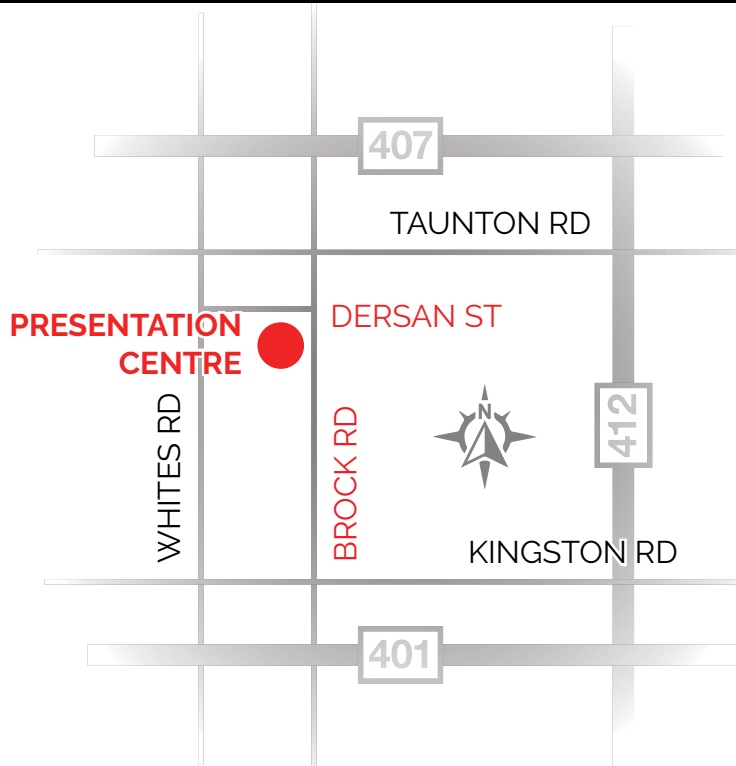 407
TAUNTON RD
DERSAN ST
PRESENTATION
CENTRE
WHITES RD
BROCK RD
N
412
KINGSTON RD
401